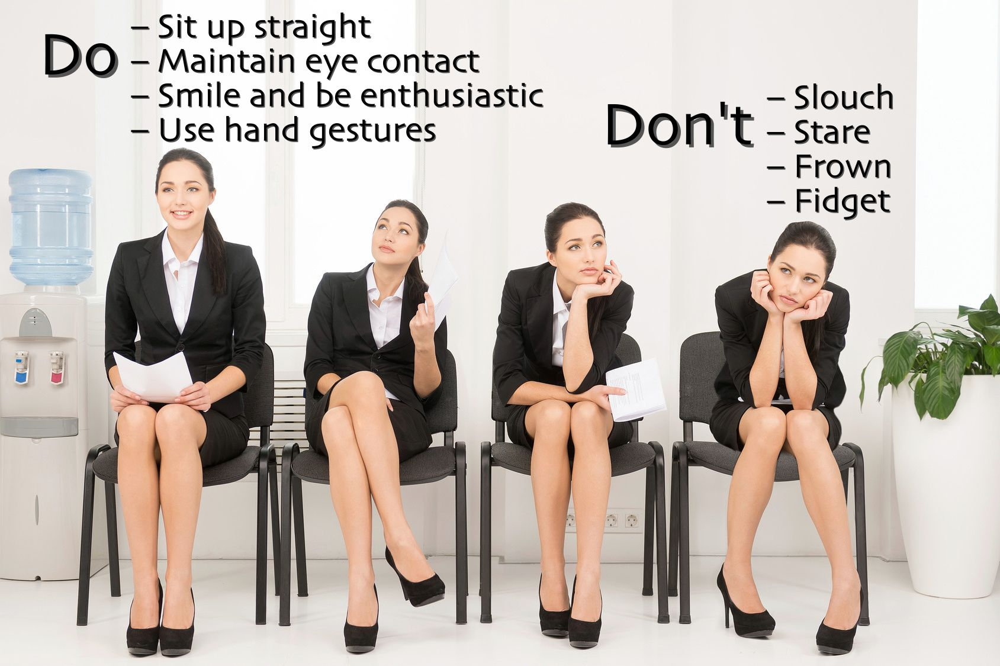 Do
– Sit up straight
– Maintain eye contact
– Smile and be enthusiastic
– Use hand gestures
Don't
– Slouch
– Stare
– Frown
– Fidget